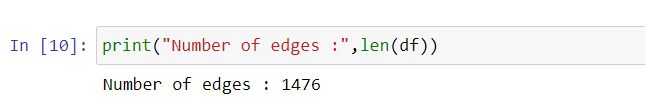 In [10]: print("Number of edges :",len(df))
Number of edges : 1476